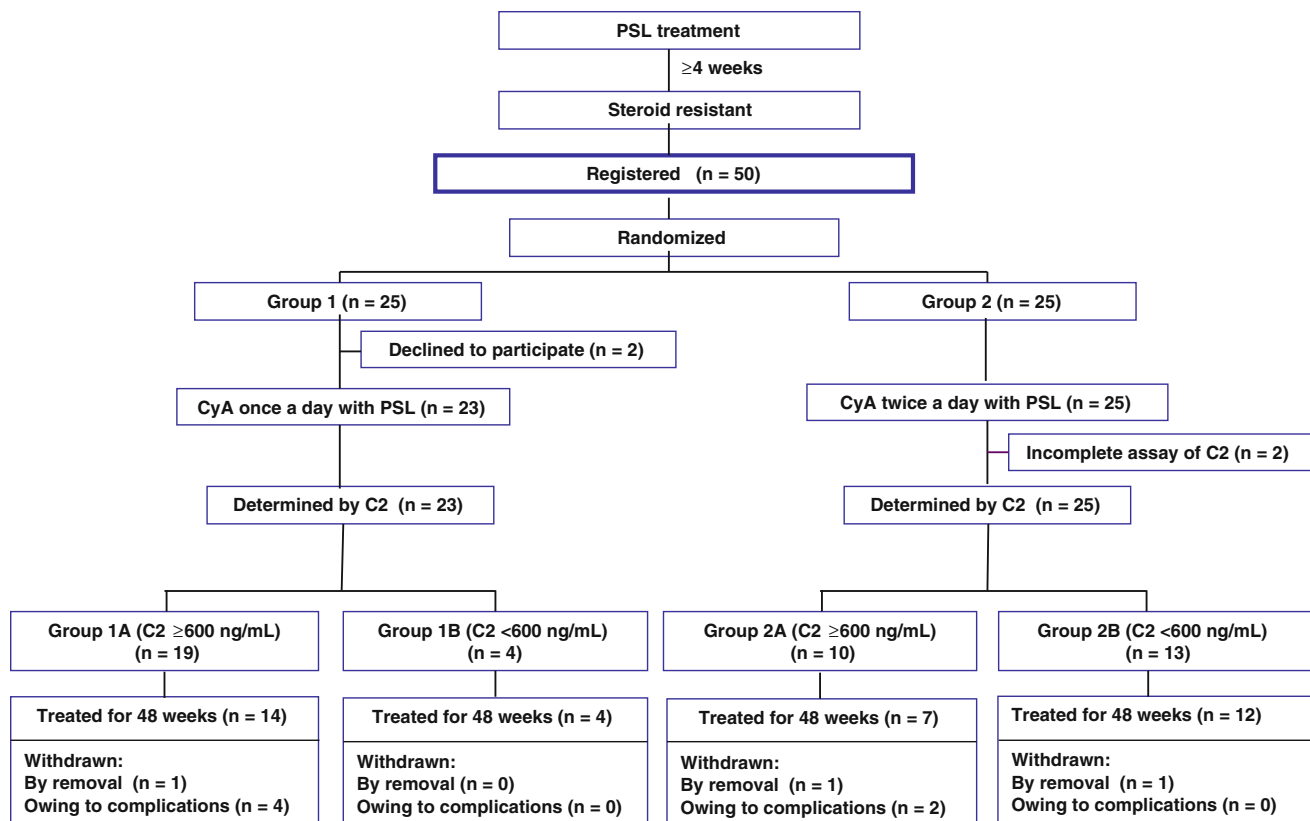 PSL treatment
≥4 weeks
Steroid resistant
Registered (n = 50)
Randomized
Group 1 (n = 25)
Group 2 (n = 25)
Declined to participate (n = 2)
CyA once a day with PSL (n = 23)
CyA twice a day with PSL (n = 25)
Incomplete assay of C2 (n = 2)
Determined by C2 (n = 23)
Determined by C2 (n = 25)
Group 1A (C2 ≥600 ng/mL)
(n = 19)
Group 1B (C2 <600 ng/mL)
(n = 4)
Group 2A (C2 ≥600 ng/mL)
(n = 10)
Group 2B (C2 <600 ng/mL)
(n = 13)
Treated for 48 weeks (n = 14)
Withdrawn:
By removal (n = 1)
Owing to complications (n = 4)
Treated for 48 weeks (n = 4)
Withdrawn:
By removal (n = 0)
Owing to complications (n = 0)
Treated for 48 weeks (n = 7)
Withdrawn:
By removal (n = 1)
Owing to complications (n = 2)
Treated for 48 weeks (n = 12)
Withdrawn:
By removal (n = 1)
Owing to complications (n = 0)